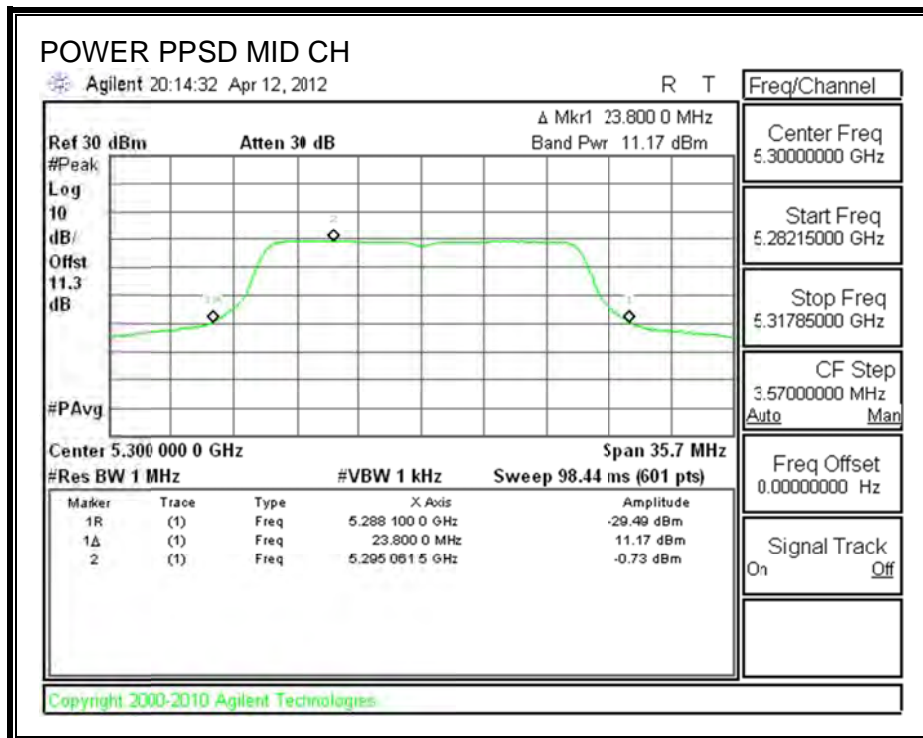 POWER PPSD MID CH
Agilent 20:14:32 Apr 12, 2012 R T
Δ Mkr1 23.800 0 MHz
Ref 30 dBm Atten 30 dB Band Pwr 11.17 dBm
#Peak
Log
10
dB/
Offst
11.3
dB
#PAvg
2
1R
1
Center 5.300 000 0 GHz Span 35.7 MHz
#Res BW 1 MHz #VBW 1 kHz Sweep 98.44 ms (601 pts)
Marker Trace Type X Axis Amplitude
1R (1) Freq 5.288 100 0 GHz -29.49 dBm
1Δ (1) Freq 23.800 0 MHz 11.17 dBm
2 (1) Freq 5.295 061 5 GHz -0.73 dBm
Copyright 2000-2010 Agilent Technologies
Freq/Channel
Center Freq
5.30000000 GHz
Start Freq
5.28215000 GHz
Stop Freq
5.31785000 GHz
CF Step
3.57000000 MHz
Auto Man
Freq Offset
0.00000000 Hz
Signal Track
On Off